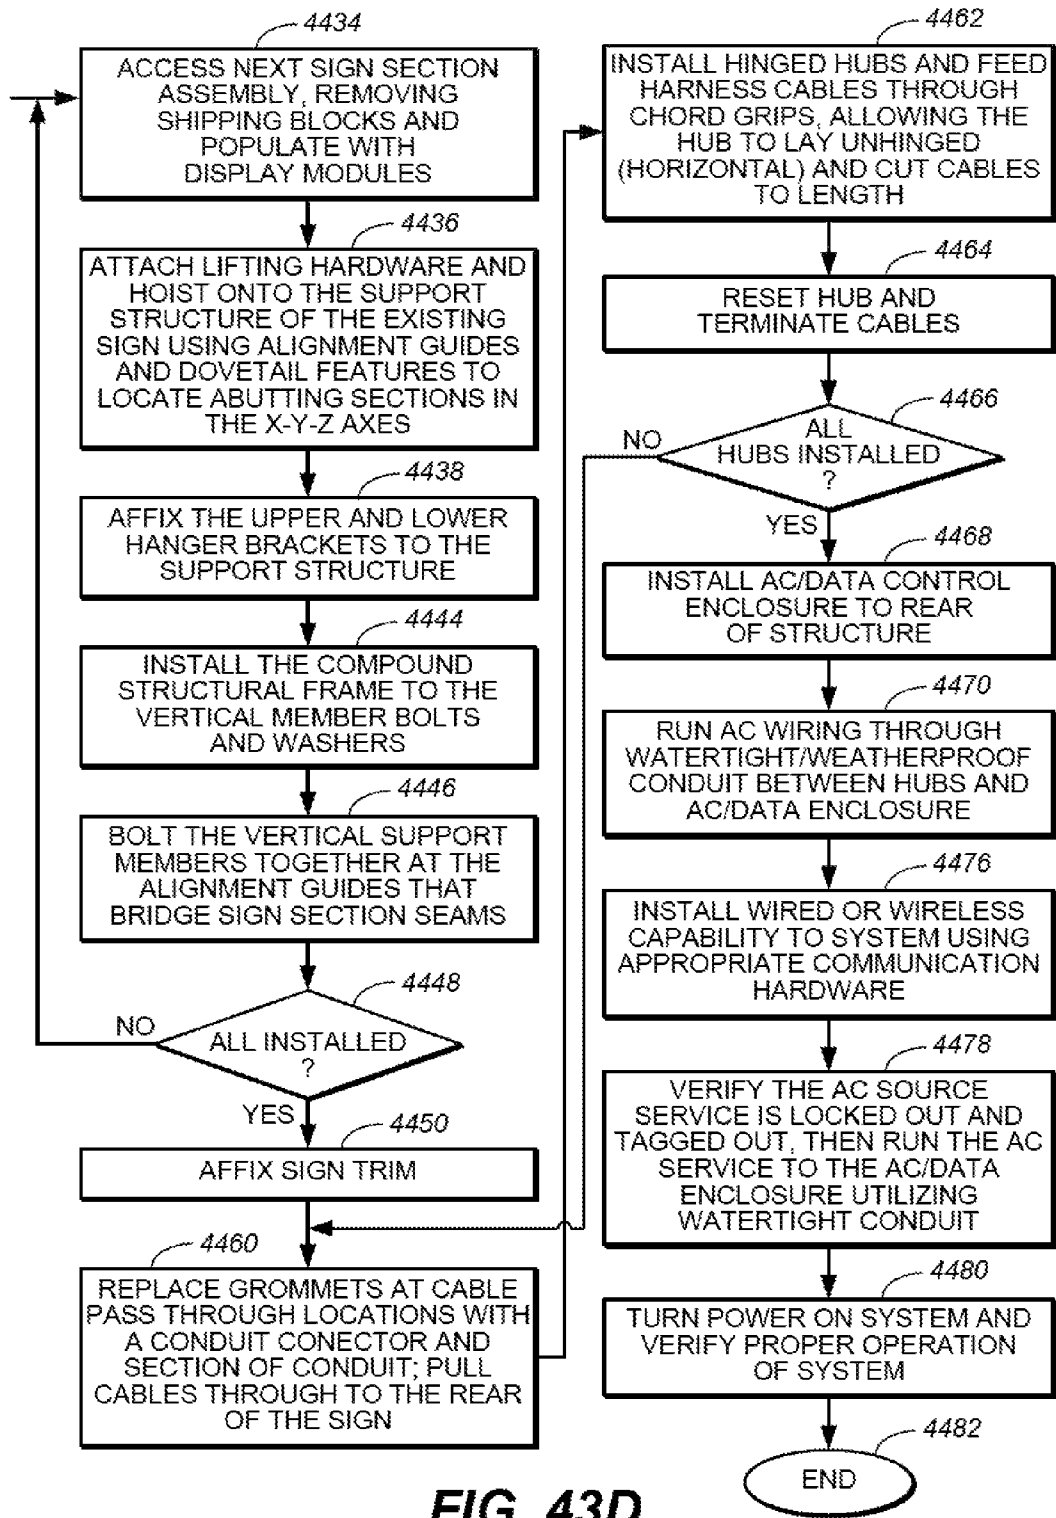 4434
ACCESS NEXT SIGN SECTION
ASSEMBLY, REMOVING
SHIPPING BLOCKS AND
POPULATE WITH
DISPLAY MODULES
4436
ATTACH LIFTING HARDWARE AND
HOIST ONTO THE SUPPORT
STRUCTURE OF THE EXISTING
SIGN USING ALIGNMENT GUIDES
AND DOVETAIL FEATURES TO
LOCATE ABUTTING SECTIONS IN
THE X-Y-Z AXES
4438
AFFIX THE UPPER AND LOWER
HANGER BRACKETS TO THE
SUPPORT STRUCTURE
4444
INSTALL THE COMPOUND
STRUCTURAL FRAME TO THE
VERTICAL MEMBER BOLTS
AND WASHERS
4446
BOLT THE VERTICAL SUPPORT
MEMBERS TOGETHER AT THE
ALIGNMENT GUIDES THAT
BRIDGE SIGN SECTION SEAMS
4448
NO
ALL INSTALLED
?
YES
4450
AFFIX SIGN TRIM
4460
REPLACE GROMMETS AT CABLE
PASS THROUGH LOCATIONS WITH
A CONDUIT CONECTOR AND
SECTION OF CONDUIT; PULL
CABLES THROUGH TO THE REAR
OF THE SIGN
4462
INSTALL HINGED HUBS AND FEED
HARNESS CABLES THROUGH
CHORD GRIPS, ALLOWING THE
HUB TO LAY UNHINGED
(HORIZONTAL) AND CUT CABLES
TO LENGTH
4464
RESET HUB AND
TERMINATE CABLES
4466
NO
ALL
HUBS INSTALLED
?
YES
4468
INSTALL AC/DATA CONTROL
ENCLOSURE TO REAR
OF STRUCTURE
4470
RUN AC WIRING THROUGH
WATERTIGHT/WEATHERPROOF
CONDUIT BETWEEN HUBS AND
AC/DATA ENCLOSURE
4476
INSTALL WIRED OR WIRELESS
CAPABILITY TO SYSTEM USING
APPROPRIATE COMMUNICATION
HARDWARE
4478
VERIFY THE AC SOURCE
SERVICE IS LOCKED OUT AND
TAGGED OUT, THEN RUN THE AC
SERVICE TO THE AC/DATA
ENCLOSURE UTILIZING
WATERTIGHT CONDUIT
4480
TURN POWER ON SYSTEM AND
VERIFY PROPER OPERATION
OF SYSTEM
4482
END
FIG. 43D